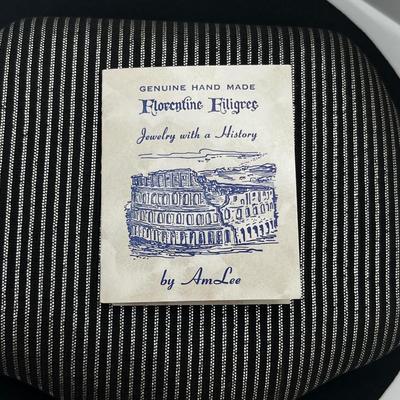 GENUINE HAND MADE
Florentine Filigree
Jewelry with a History
by AmLee